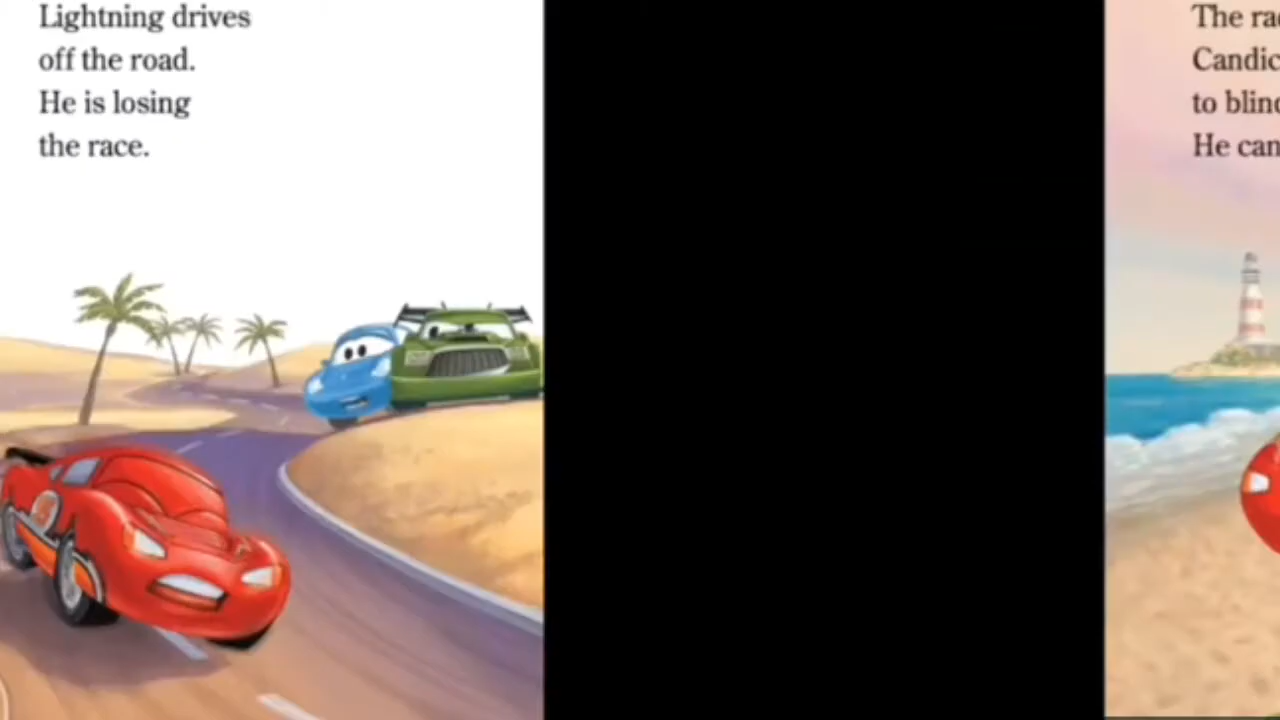 Lightning drives
off the road.
He is losing
the race.
The
to
He